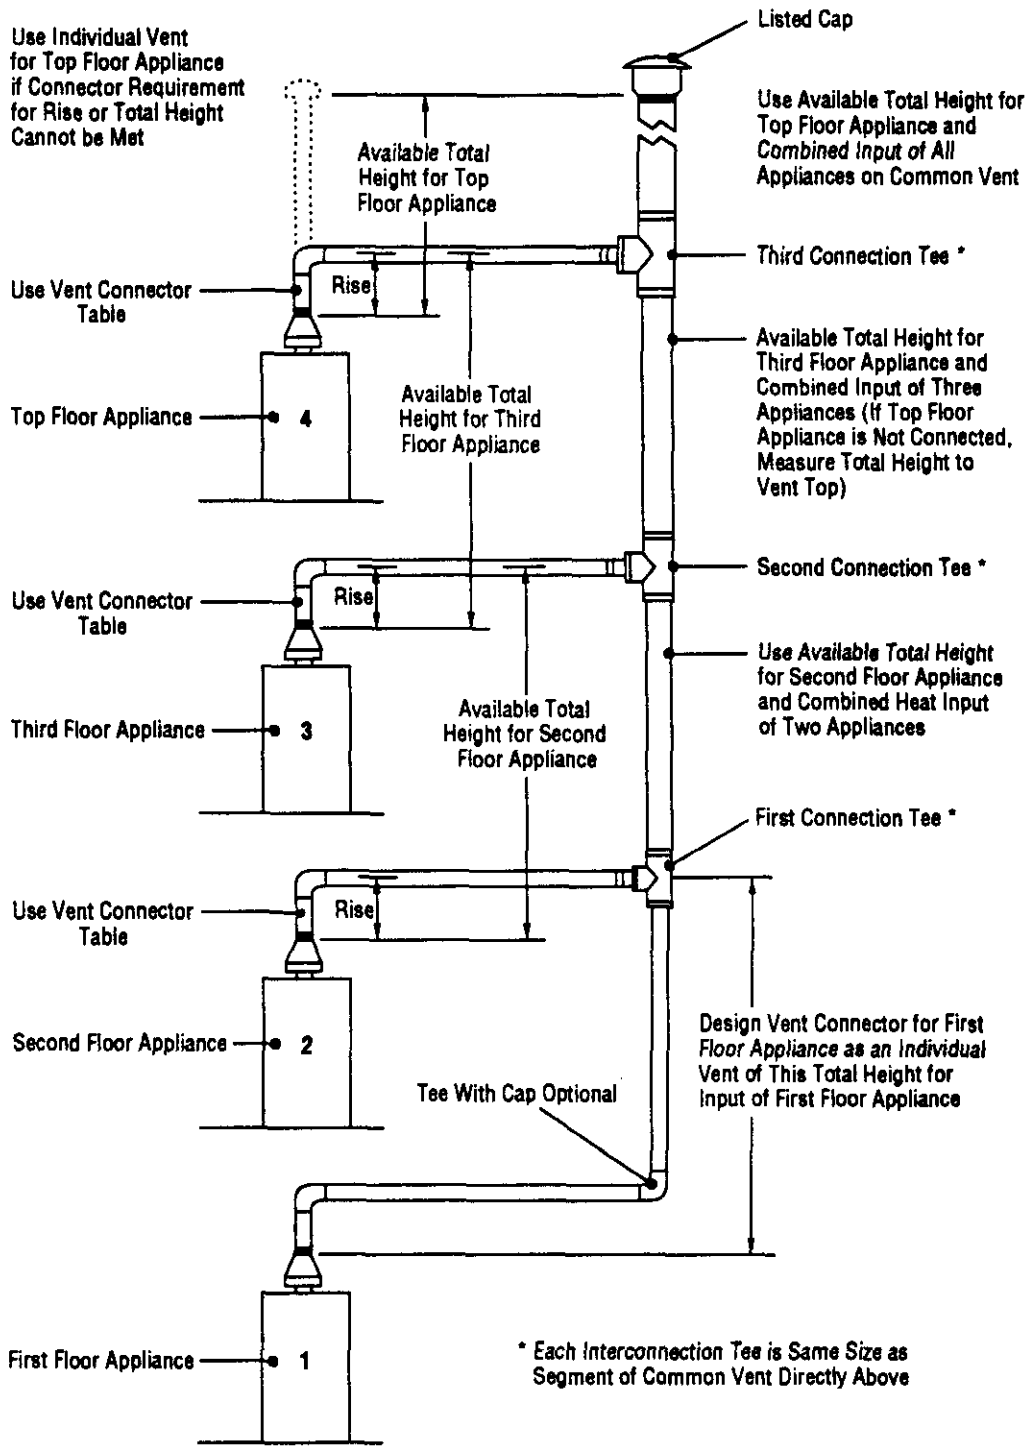 Listed Cap
Use Individual Vent
for Top Floor Appliance
if Connector Requirement
for Rise or Total Height
Cannot be Met
Use Available Total Height for
Top Floor Appliance and
Combined Input of All
Appliances on Common Vent
Available Total
Height for Top
Floor Appliance
Third Connection Tee *
Rise
Use Vent Connector
Table
Available Total Height for
Third Floor Appliance and
Combined Input of Three
Appliances (If Top Floor
Appliance is Not Connected,
Measure Total Height to
Vent Top)
Available Total
Height for Third
Floor Appliance
Top Floor Appliance
4
Second Connection Tee *
Rise
Use Vent Connector
Table
Use Available Total Height
for Second Floor Appliance
and Combined Heat Input
of Two Appliances
Available Total
Height for Second
Floor Appliance
Third Floor Appliance
3
First Connection Tee *
Rise
Use Vent Connector
Table
Second Floor Appliance
2
Design Vent Connector for First
Floor Appliance as an Individual
Vent of This Total Height for
Input of First Floor Appliance
Tee With Cap Optional
First Floor Appliance
1
* Each Interconnection Tee is Same Size as
Segment of Common Vent Directly Above